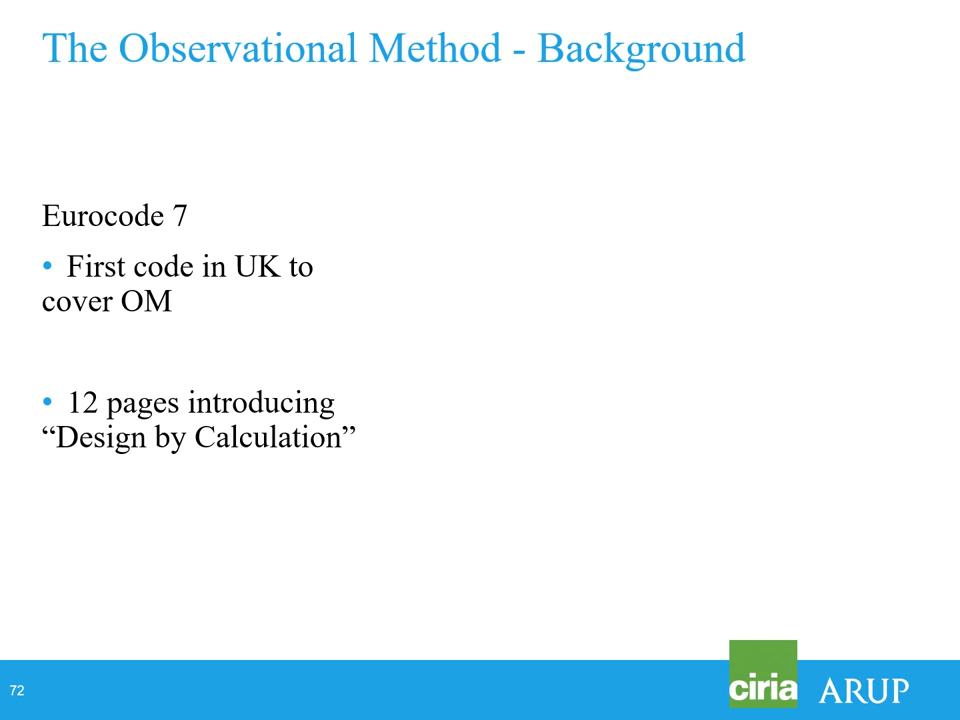 The Observational Method - Background
Eurocode 7
• First code in UK to
cover OM
• 12 pages introducing
“Design by Calculation”
72
ciria
ARUP